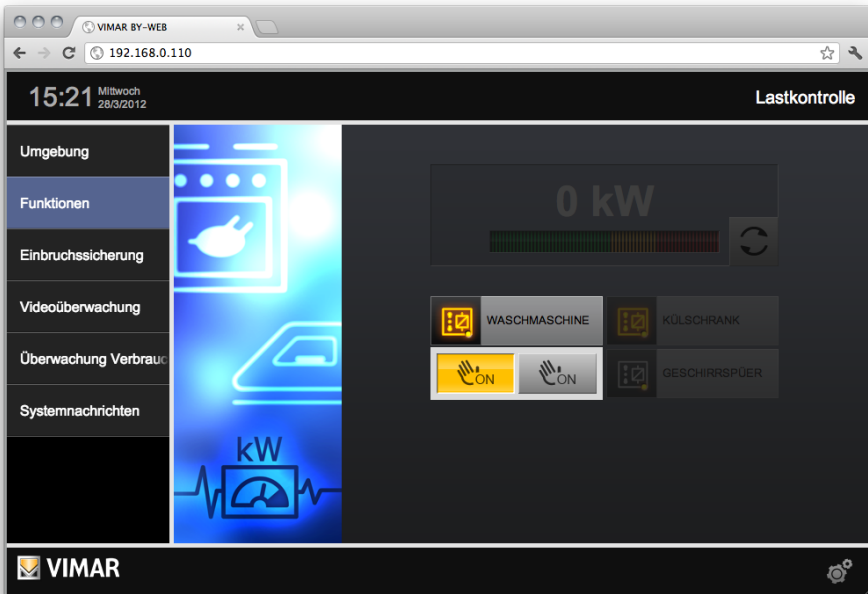 VIMAR BY-WEB
192.168.0.110
15:21 Mittwoch
28/3/2012
Lastkontrolle
Umgebung
Funktionen
Einbruchssicherung
Videoüberwachung
Überwachung Verbrauc
Systemnachrichten
kW
0 kW
WASCHMASCHINE
KÜLSCHRANK
ON
ON
GESCHIRRSPÜER
VIMAR